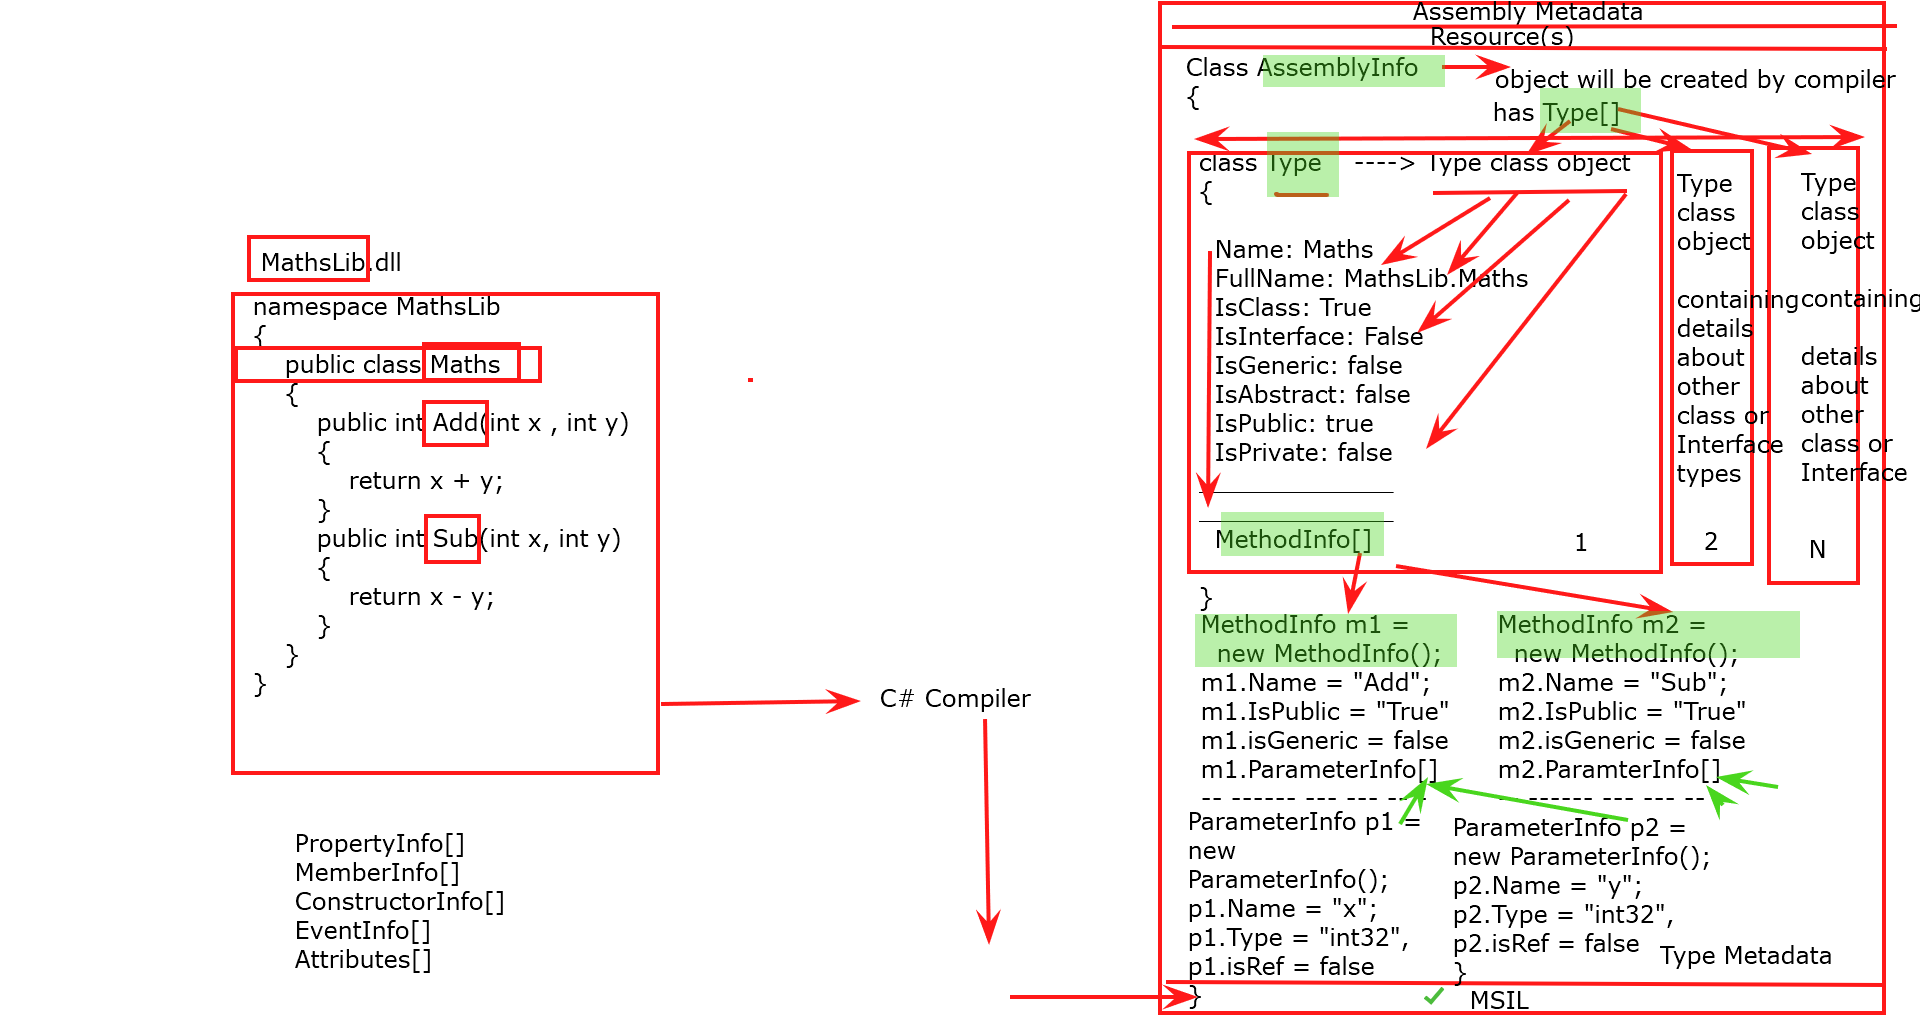 MathsLib.dll
namespace MathsLib
{
public class Maths
{
public int Add(int x , int y)
{
return x + y;
}
public int Sub(int x, int y)
{
return x - y;
}
}
}
PropertyInfo[]
MemberInfo[]
ConstructorInfo[]
EventInfo[]
Attributes[]
C# Compiler
Assembly Metadata
Resource(s)
Class AssemblyInfo
{
object will be created by compiler
has Type[]
class Type ----> Type class object
{
Name: Maths
FullName: MathsLib.Maths
IsClass: True
IsInterface: False
IsGeneric: false
IsAbstract: false
IsPublic: true
IsPrivate: false
MethodInfo[]
1
}
Type
class
object
containing
details
about
other
class or
Interface
types
2
Type
class
object
containing
details
about
other
class or
Interface
N
MethodInfo m1 =
new MethodInfo();
m1.Name = "Add";
m1.IsPublic = "True"
m1.isGeneric = false
m1.ParameterInfo[]
-- ------ --- --- -- -
MethodInfo m2 =
new MethodInfo();
m2.Name = "Sub";
m2.IsPublic = "True"
m2.isGeneric = false
m2.ParamterInfo[]
-- ------ --- --- -- -
ParameterInfo p1 =
new
ParameterInfo();
p1.Name = "x";
p1.Type = "int32",
p1.isRef = false
}
ParameterInfo p2 =
new ParameterInfo();
p2.Name = "y";
p2.Type = "int32",
p2.isRef = false
}
Type Metadata
MSIL